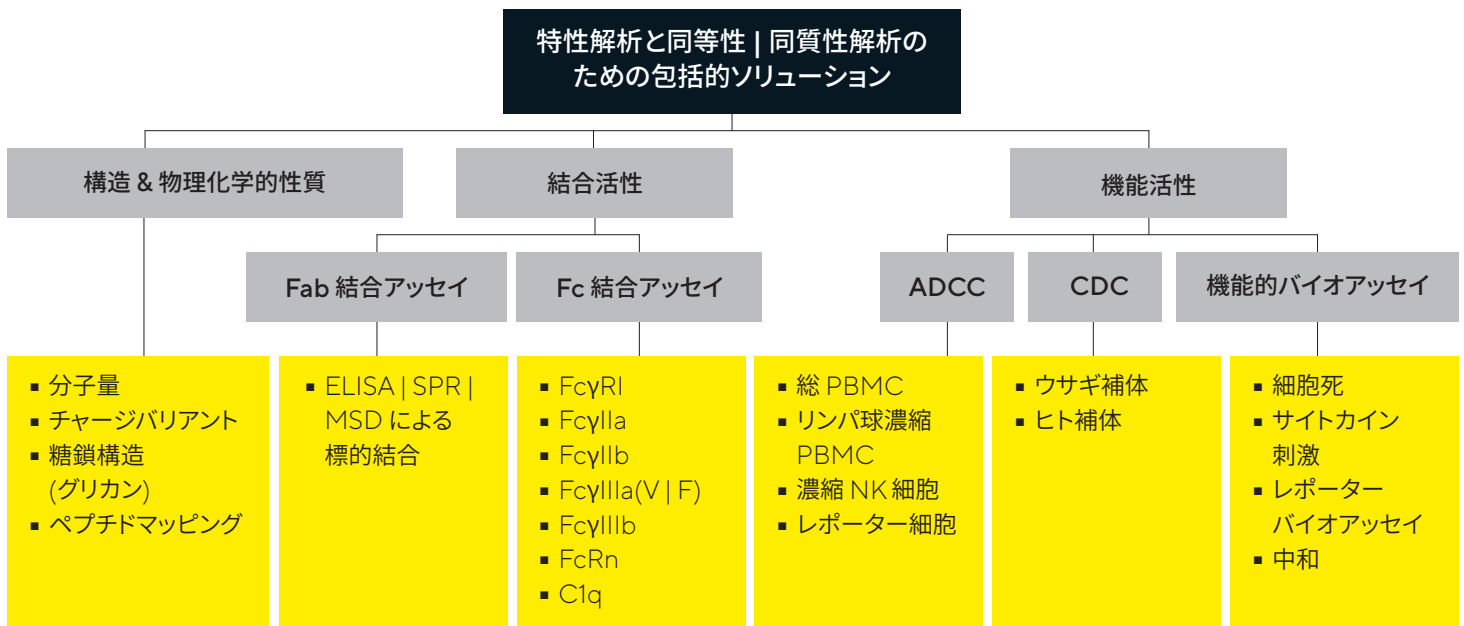 特性解析と同等性 | 同質性解析の
ための包括的ソリューション
構造 & 物理化学的性質
結合活性
機能活性
Fab 結合アッセイ
Fc 結合アッセイ
ADCC
CDC
機能的バイオアッセイ
▪ 分子量
▪ チャージバリアント
▪ 糖鎖構造
(グリカン)
▪ ペプチドマッピング
▪ ELISA | SPR |
MSD による
標的結合
▪ FcγRI
▪ FcγIIa
▪ FcγIIb
▪ FcγIIIa(V | F)
▪ FcγIIIb
▪ FcRn
▪ C1q
▪ 総 PBMC
▪ リンパ球濃縮
PBMC
▪ 濃縮 NK 細胞
▪ レポーター細胞
▪ ウサギ補体
▪ ヒト補体
▪ 細胞死
▪ サイトカイン
刺激
▪ レポーター
バイオアッセイ
▪ 中和